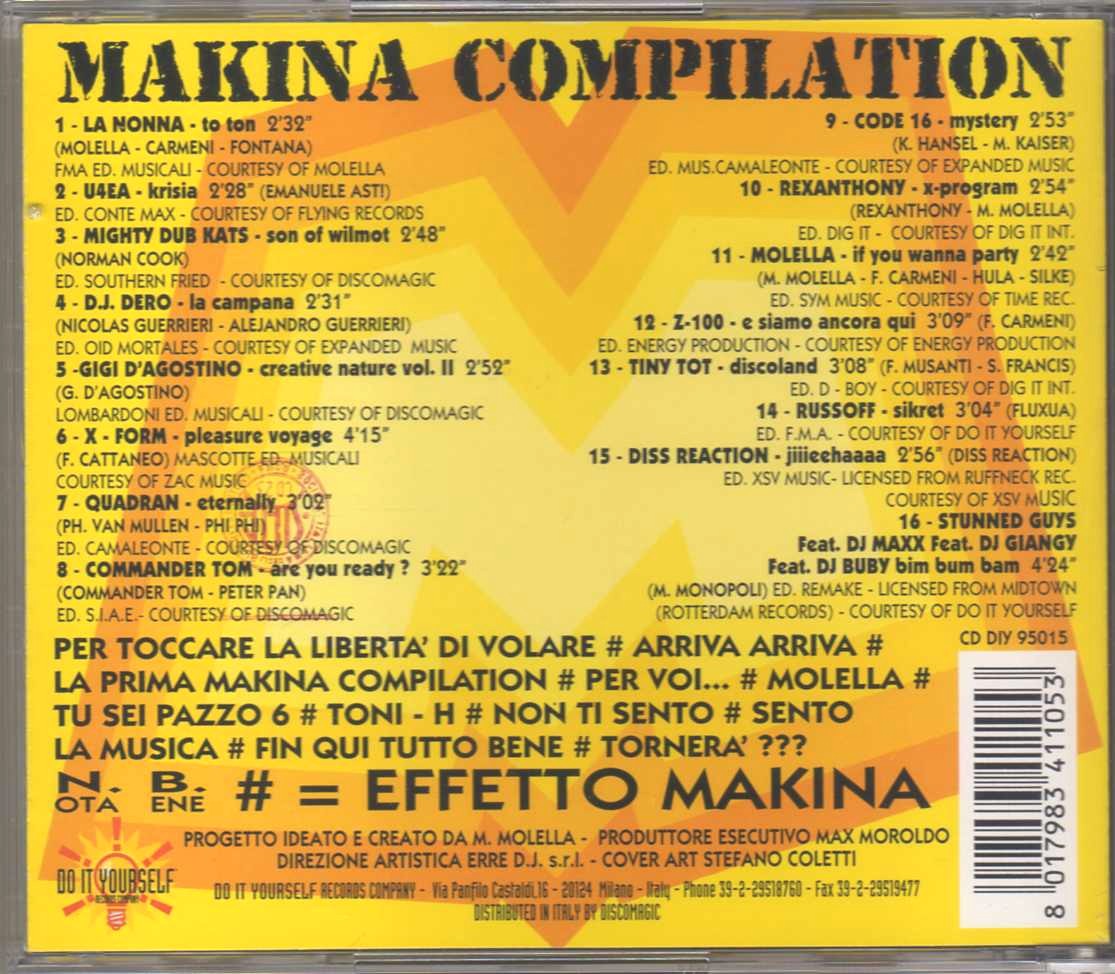 MAKINA COMPILATION
1 - LA NONNA - to ton 2'32"
(MOLELLA - CARMENI - FONTANA)
FMA ED. MUSICALI - COURTESY OF MOLELLA
2 - U4EA - krisia 2'28" (EMANUELE ASTI)
ED. CONTE MAX - COURTESY OF FLYING RECORDS
3 - MIGHTY DUB KATS - son of wilmot 2'48"
(NORMAN COOK)
ED. SOUTHERN FRIED - COURTESY OF DISCOMAGIC
4 - D.J. DERO - la campana 2'31"
(NICOLAS GUERRIERI - ALEJANDRO GUERRIERI)
ED. OID MORTALES - COURTESY OF EXPANDED MUSIC
5 -GIGI D'AGOSTINO - creative nature vol. II 2'52"
(G. D'AGOSTINO)
LOMBARDONI ED. MUSICALI - COURTESY OF DISCOMAGIC
6 - X - FORM - pleasure voyage 4'15"
(F. CATTANEO) MASCOTTE ED. MUSICALI
COURTESY OF ZAC MUSIC
7 - QUADRAN - eternally 3'02"
(PH. VAN MULLEN - PHI PHI)
ED. CAMALEONTE - COURTESY OF DISCOMAGIC
8 - COMMANDER TOM - are you ready ? 3'22"
(COMMANDER TOM - PETER PAN)
ED. S.I.A.E.- COURTESY OF DISCOMAGIC
9 - CODE 16 - mystery 2'53"
(K. HANSEL - M. KAISER)
ED. MUS.CAMALEONTE - COURTESY OF EXPANDED MUSIC
10 - REXANTHONY - x-program 2'54"
(REXANTHONY - M. MOLELLA)
ED. DIG IT - COURTESY OF DIG IT INT.
11 - MOLELLA - if you wanna party 2'42"
(M. MOLELLA - F. CARMENI - HULA - SILKE)
ED. SYM MUSIC - COURTESY OF TIME REC.
12 - Z-100 - e siamo ancora qui 3'09" (F. CARMENI)
ED. ENERGY PRODUCTION - COURTESY OF ENERGY PRODUCTION
13 - TINY TOT - discoland 3'08" (F. MUSANTI - S. FRANCIS)
ED. D - BOY - COURTESY OF DIG IT INT.
14 - RUSSOFF - sikret 3'04" (FLUXUA)
ED. F.M.A. - COURTESY OF DO IT YOURSELF
15 - DISS REACTION - jiiieehaaaa 2'56" (DISS REACTION)
ED. XSV MUSIC- LICENSED FROM RUFFNECK REC.
COURTESY OF XSV MUSIC
16 - STUNNED GUYS
Feat. DJ MAXX Feat. DJ GIANGY
Feat. DJ BUBY bim bum bam 4'24"
(M. MONOPOLI) ED. REMAKE - LICENSED FROM MIDTOWN
(ROTTERDAM RECORDS) - COURTESY OF DO IT YOURSELF
CD DIY 95015
PER TOCCARE LA LIBERTA' DI VOLARE # ARRIVA ARRIVA #
LA PRIMA MAKINA COMPILATION # PER VOI... # MOLELLA #
TU SEI PAZZO 6 # TONI - H # NON TI SENTO # SENTO
LA MUSICA # FIN QUI TUTTO BENE # TORNERA' ???
N. B. # = EFFETTO MAKINA
OTA ENE
8 017983 411053
PROGETTO IDEATO E CREATO DA M. MOLELLA - PRODUTTORE ESECUTIVO MAX MOROLDO
DIREZIONE ARTISTICA ERRE D.J. s.r.l. - COVER ART STEFANO COLETTI
DO IT YOURSELF
RECORDS COMPANY
DO IT YOURSELF RECORDS COMPANY - Via Panfilo Castaldi,16 - 20124 Milano - Italy - Phone 39-2-29518760 - Fax 39-2-29519477
DISTRIBUTED IN ITALY BY DISCOMAGIC